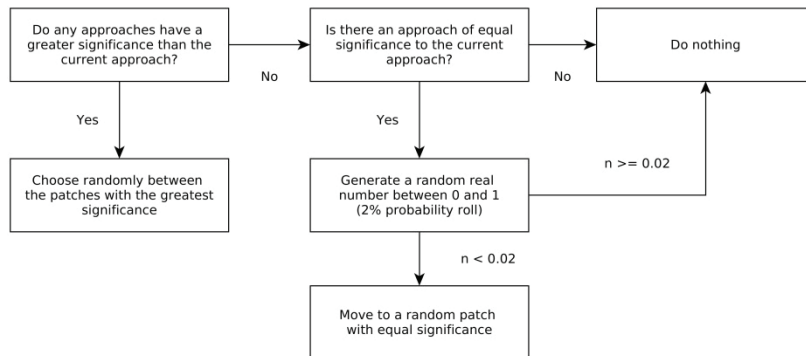 Do any approaches have a
greater significance than the
current approach?
No
Is there an approach of equal
significance to the current
approach?
No
Do nothing
Yes
Yes
n >= 0.02
Choose randomly between
the patches with the greatest
significance
Generate a random real
number between 0 and 1
(2% probability roll)
n < 0.02
Move to a random patch
with equal significance